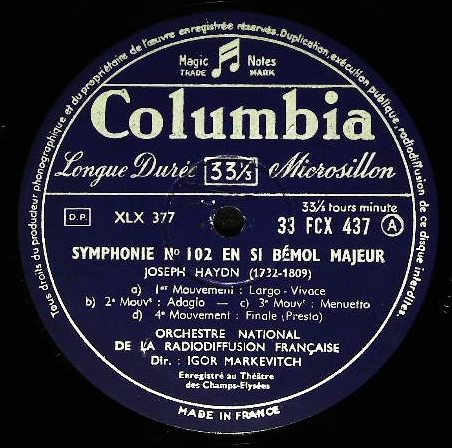 Tous droits du producteur phonographique et du propriétaire de l'œuvre enregistrée réservés. Duplication, exécution publique radiodiffusion de ce disque interdites.
Magic Notes
TRADE MARK
Columbia
Longue Durée 33⅓ Microsillon
33⅓ tours minute
D.P. XLX 377 33 FCX 437 A
SYMPHONIE Nº 102 EN SI BÉMOL MAJEUR
JOSEPH HAYDN (1732-1809)
a) 1er Mouvement : Largo - Vivace
b) 2e Mouvt : Adagio — c) 3e Mouvt : Menuetto
d) 4e Mouvement : Finale (Presto)
ORCHESTRE NATIONAL
DE LA RADIODIFFUSION FRANÇAISE
Dir. : IGOR MARKEVITCH
Enregistré au Théâtre
des Champs-Elysées
MADE IN FRANCE